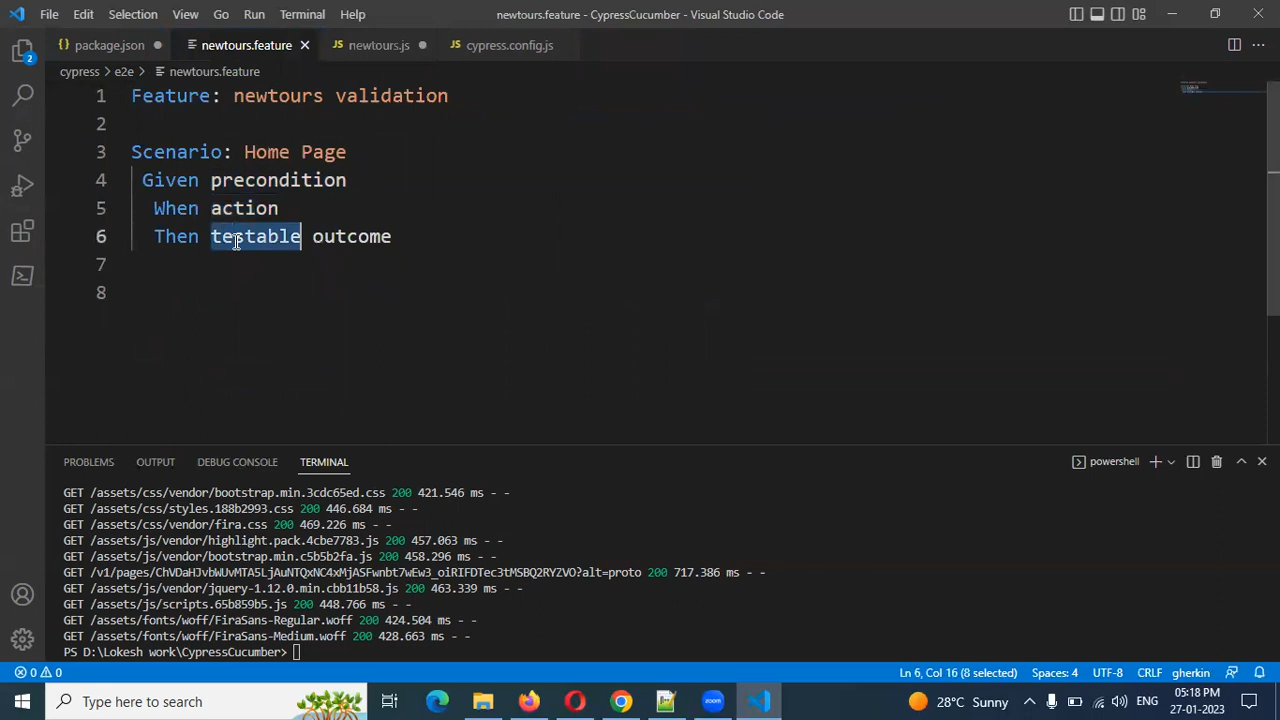 File Edit Selection View Go Run Terminal Help newtours.feature - CypressCucumber - Visual Studio Code
{} package.json newtours.feature JS newtours.js JS cypress.config.js
cypress > e2e > newtours.feature
1 Feature: newtours validation
2
3 Scenario: Home Page
4 Given precondition
5 When action
6 Then testable outcome
7
8
2
PROBLEMS OUTPUT DEBUG CONSOLE TERMINAL powershell
GET /assets/css/vendor/bootstrap.min.3cdc65ed.css 200 421.546 ms - -
GET /assets/css/styles.188b2993.css 200 446.684 ms - -
GET /assets/css/vendor/fira.css 200 469.226 ms - -
GET /assets/js/vendor/highlight.pack.4cbe7783.js 200 457.063 ms - -
GET /assets/js/vendor/bootstrap.min.c5b5b2fa.js 200 458.296 ms - -
GET /v1/pages/ChVDaHJvbWUvMTA5LjAuNTQxNC4xMjASFwnbt7wEw3_oiRIFDTec3tMSBQ2RYZVO?alt=proto 200 717.386 ms - -
GET /assets/js/vendor/jquery-1.12.0.min.cbb11b58.js 200 463.339 ms - -
GET /assets/js/scripts.65b859b5.js 200 448.766 ms - -
GET /assets/fonts/woff/FiraSans-Regular.woff 200 424.504 ms - -
GET /assets/fonts/woff/FiraSans-Medium.woff 200 428.663 ms - -
PS D:\Lokesh work\CypressCucumber>
0 0 Ln 6, Col 16 (8 selected) Spaces: 4 UTF-8 CRLF gherkin
Type here to search zoom 28°C Sunny ENG 05:18 PM
27-01-2023